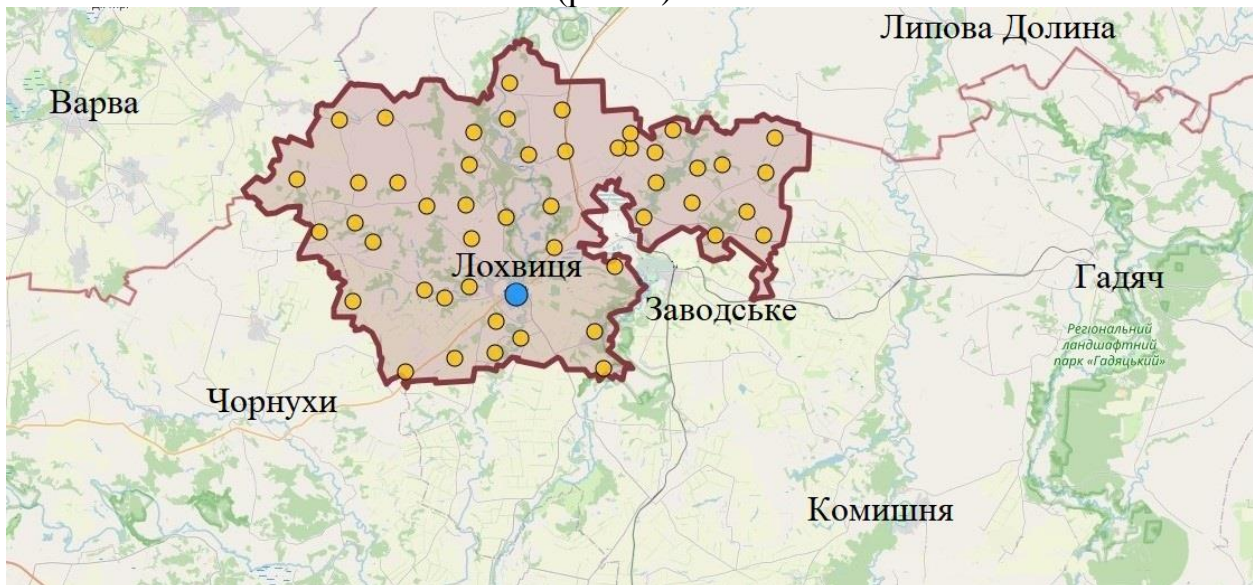 Липова Долина
Варва
Лохвиця
Гадяч
Заводське
Регіональний
ландшафтний
парк «Гадяцький»
Чорнухи
Комишня